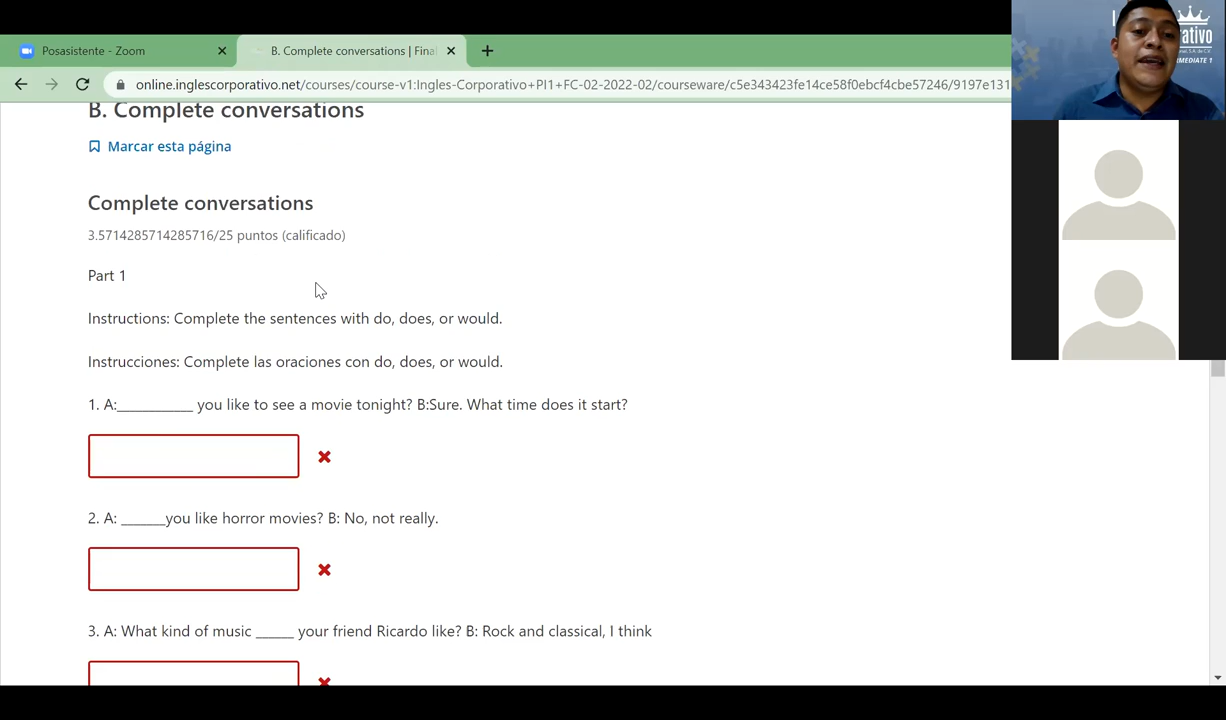 Posasistente - Zoom
B. Complete conversations | Final
online.inglescorporativo.net/courses/course-v1:Ingles-Corporativo+PI1+FC-02-2022-02/courseware/c5e343423fe14ce58f0ebcf4cbe57246/9197e131
B. Complete conversations
Marcar esta página
Complete conversations
3.5714285714285716/25 puntos (calificado)
Part 1
Instructions: Complete the sentences with do, does, or would.
Instrucciones: Complete las oraciones con do, does, or would.
1. A:___________ you like to see a movie tonight? B:Sure. What time does it start?
2. A: _______you like horror movies? B: No, not really.
3. A: What kind of music ______ your friend Ricardo like? B: Rock and classical, I think